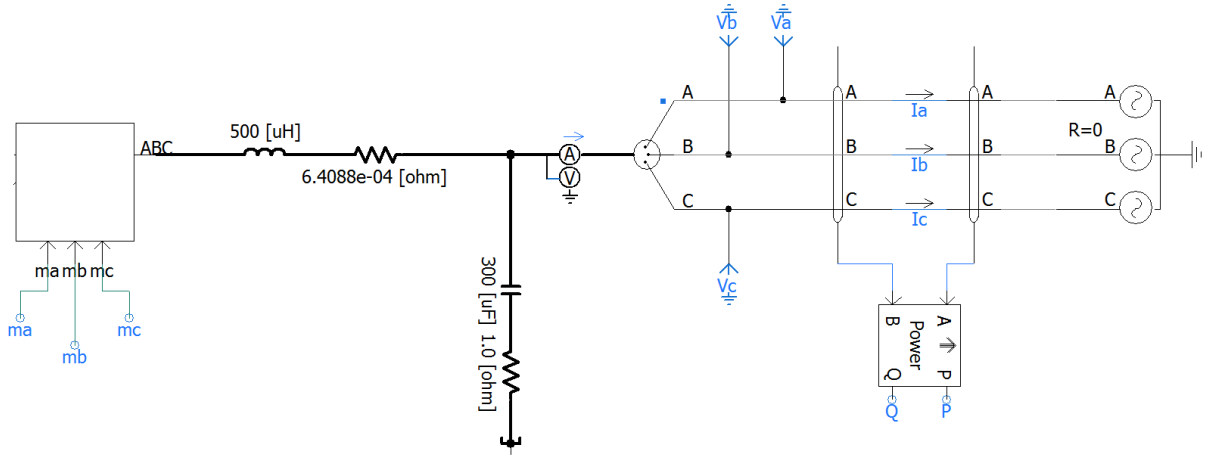 Vb
Va
ABC
500 [uH]
6.4088e-04 [ohm]
A
V
A
B
C
A
B
C
Ia
Ib
Ic
A
B
C
R=0
A
B
C
ma
mb
mc
ma
mb
mc
300 [uF]
1.0 [ohm]
Vc
B
A
Power
Q
P
Q
P